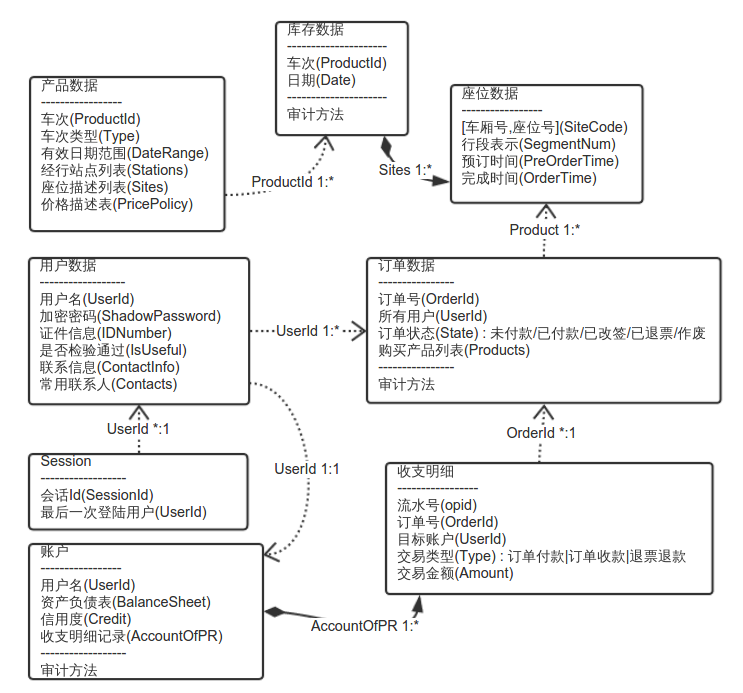 库存数据
---------------------
车次(ProductId)
日期(Date)
---------------------
审计方法
产品数据
-----------------
车次(ProductId)
车次类型(Type)
有效日期范围(DateRange)
经行站点列表(Stations)
座位描述列表(Sites)
价格描述表(PricePolicy)
座位数据
-----------------
[车厢号,座位号](SiteCode)
行段表示(SegmentNum)
预订时间(PreOrderTime)
完成时间(OrderTime)
ProductId 1:*
Sites 1:*
Product 1:*
用户数据
------------------
用户名(UserId)
加密密码(ShadowPassword)
证件信息(IDNumber)
是否检验通过(IsUseful)
联系信息(ContactInfo)
常用联系人(Contacts)
UserId 1:*
订单数据
----------------
订单号(OrderId)
所有用户(UserId)
订单状态(State) : 未付款/已付款/已改签/已退票/作废
购买产品列表(Products)
----------------
审计方法
UserId *:1
OrderId *:1
UserId 1:1
Session
------------------
会话Id(SessionId)
最后一次登陆用户(UserId)
收支明细
-----------------
流水号(opid)
订单号(OrderId)
目标账户(UserId)
交易类型(Type) : 订单付款|订单收款|退票退款
交易金额(Amount)
账户
-----------------
用户名(UserId)
资产负债表(BalanceSheet)
信用度(Credit)
收支明细记录(AccountOfPR)
------------------
审计方法
AccountOfPR 1:*